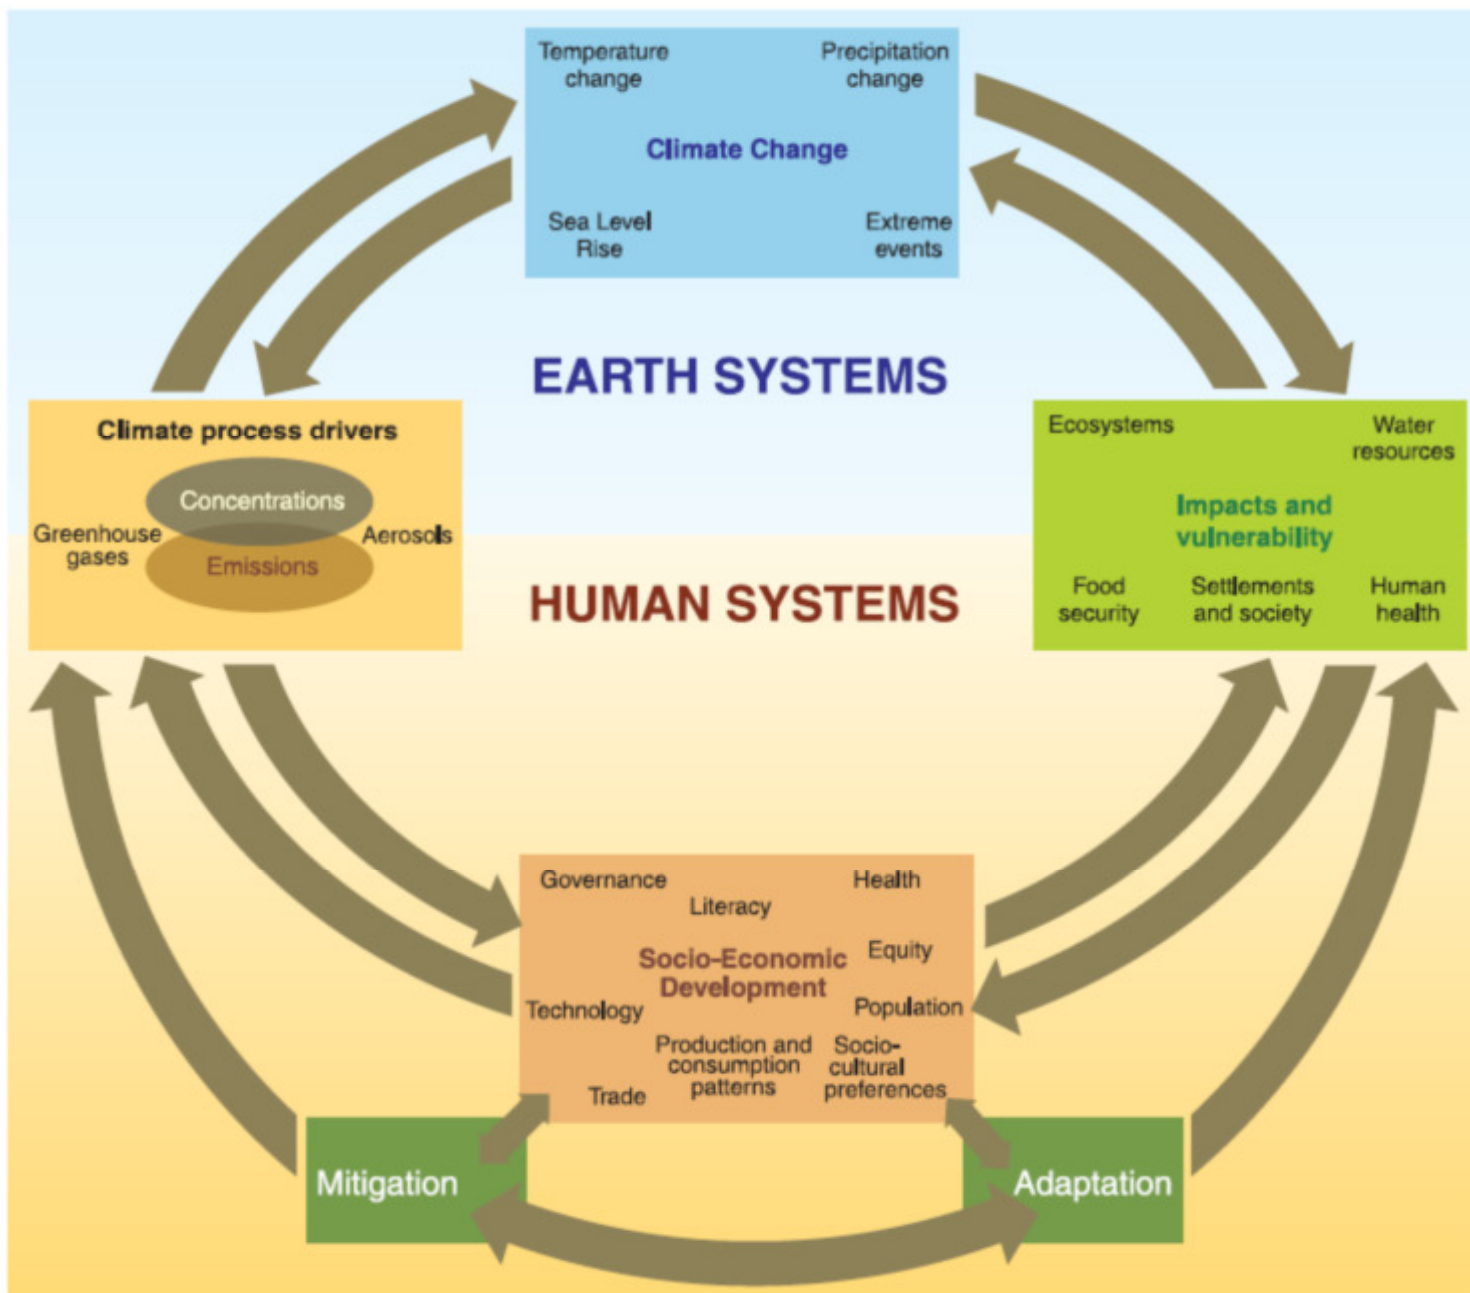 Temperature
change
Precipitation
change
Climate Change
Sea Level
Rise
Extreme
events
EARTH SYSTEMS
Climate process drivers
Concentrations
Greenhouse
gases
Aerosols
Emissions
Ecosystems
Water
resources
Impacts and
vulnerability
Food
security
Settlements
and society
Human
health
HUMAN SYSTEMS
Governance
Health
Literacy
Socio-Economic
Development
Equity
Technology
Population
Production and
consumption
patterns
Socio-
cultural
preferences
Trade
Mitigation
Adaptation